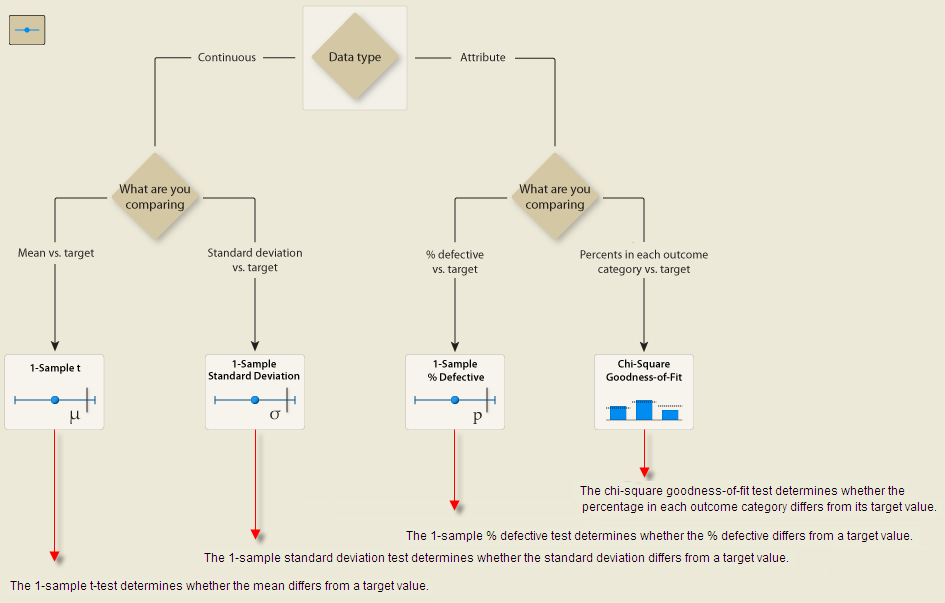 Continuous
Data type
Attribute
What are you
comparing
What are you
comparing
Mean vs. target
Standard deviation
vs. target
% defective
vs. target
Percents in each outcome
category vs. target
1-Sample t
μ
1-Sample
Standard Deviation
σ
1-Sample
% Defective
p
Chi-Square
Goodness-of-Fit
The chi-square goodness-of-fit test determines whether the
percentage in each outcome category differs from its target value.
The 1-sample % defective test determines whether the % defective differs from a target value.
The 1-sample standard deviation test determines whether the standard deviation differs from a target value.
The 1-sample t-test determines whether the mean differs from a target value.